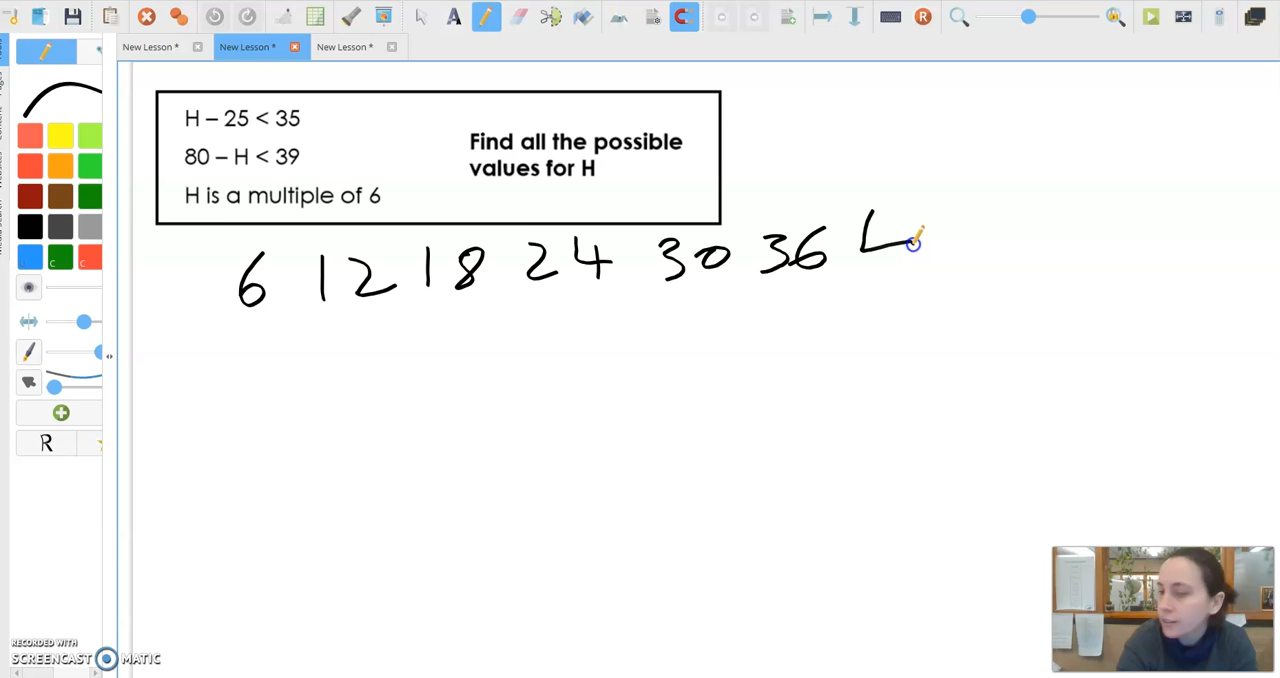 New Lesson * New Lesson * New Lesson *
H – 25 < 35
80 – H < 39
H is a multiple of 6
Find all the possible
values for H
6 12 18 24 30 36
R
RECORDED WITH
SCREENCAST MATIC